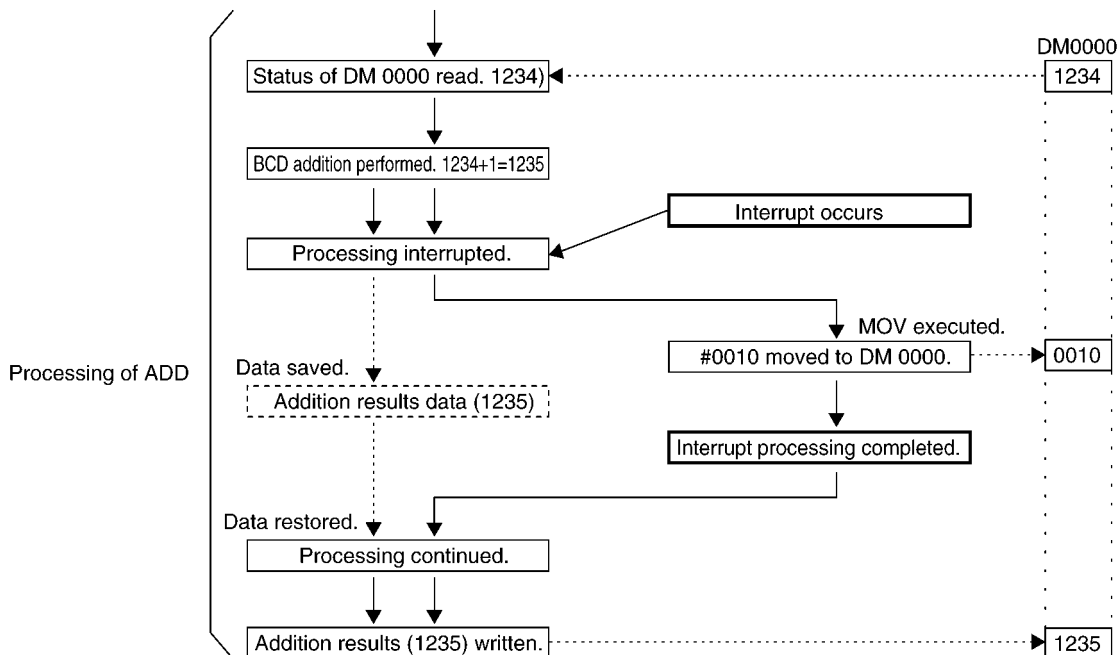 DM0000
Status of DM 0000 read. 1234)
1234
BCD addition performed. 1234+1=1235
Interrupt occurs
Processing interrupted.
MOV executed.
#0010 moved to DM 0000.
0010
Processing of ADD
Data saved.
Addition results data (1235)
Interrupt processing completed.
Data restored.
Processing continued.
Addition results (1235) written.
1235